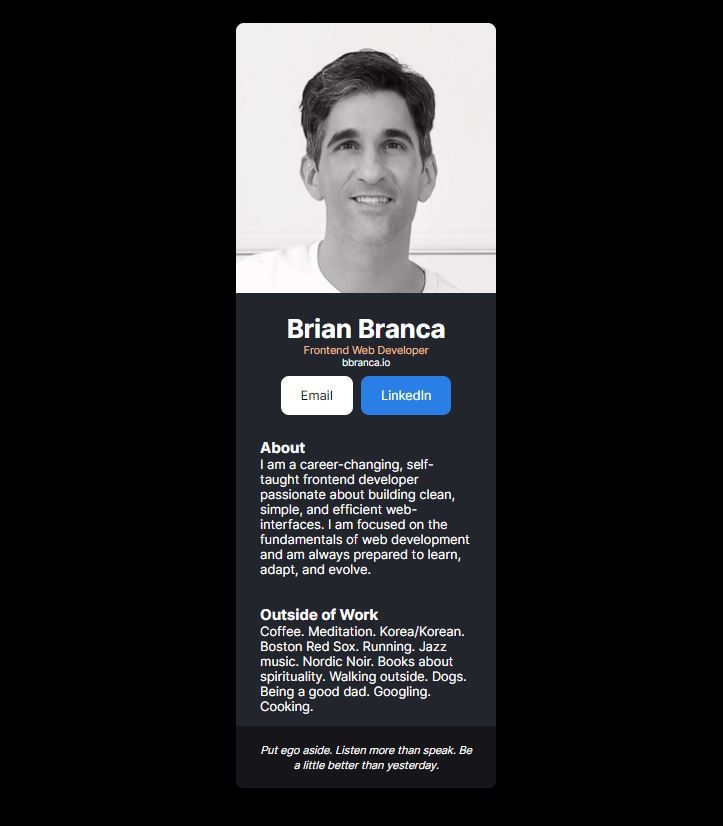 Brian Branca
Frontend Web Developer
bbranca.io
Email LinkedIn
About
I am a career-changing, self-
taught frontend developer
passionate about building clean,
simple, and efficient web-
interfaces. I am focused on the
fundamentals of web development
and am always prepared to learn,
adapt, and evolve.
Outside of Work
Coffee. Meditation. Korea/Korean.
Boston Red Sox. Running. Jazz
music. Nordic Noir. Books about
spirituality. Walking outside. Dogs.
Being a good dad. Googling.
Cooking.
Put ego aside. Listen more than speak. Be
a little better than yesterday.